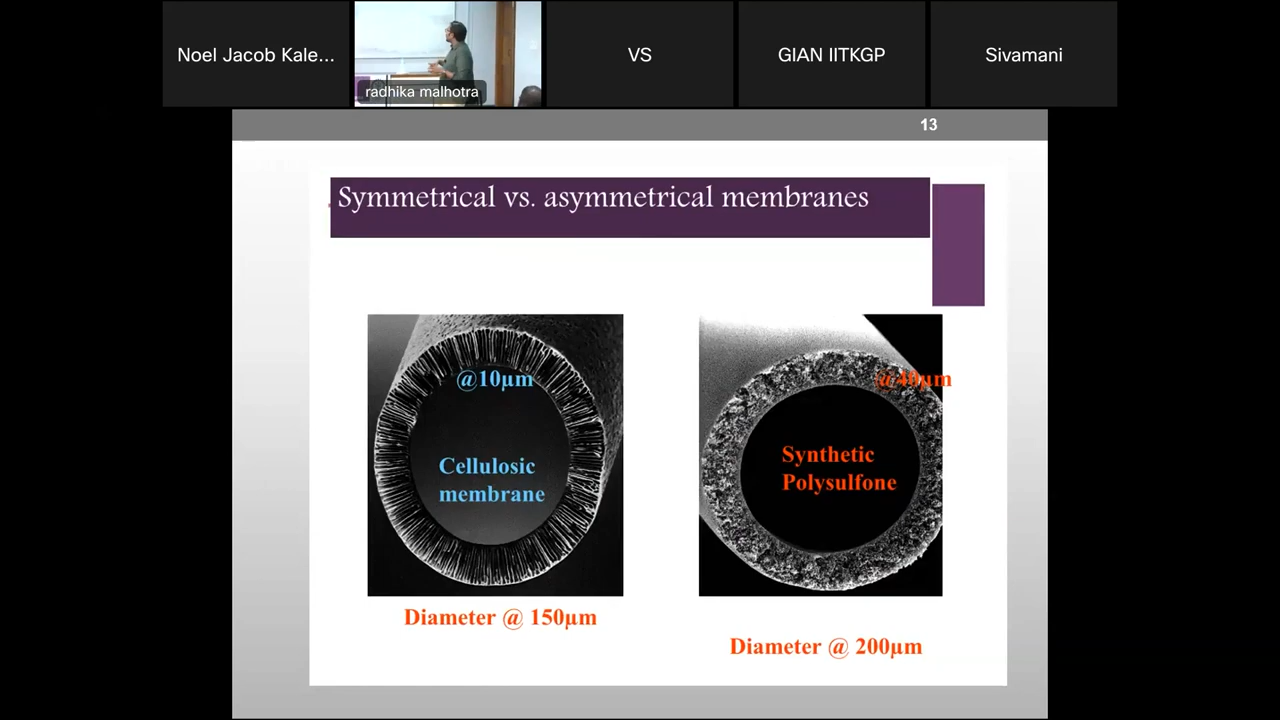 Noel Jacob Kale...
radhika malhotra
VS
GIAN IITKGP
Sivamani
13
Symmetrical vs. asymmetrical membranes
@10µm
Cellulosic
membrane
Diameter @ 150µm
@40µm
Synthetic
Polysulfone
Diameter @ 200µm